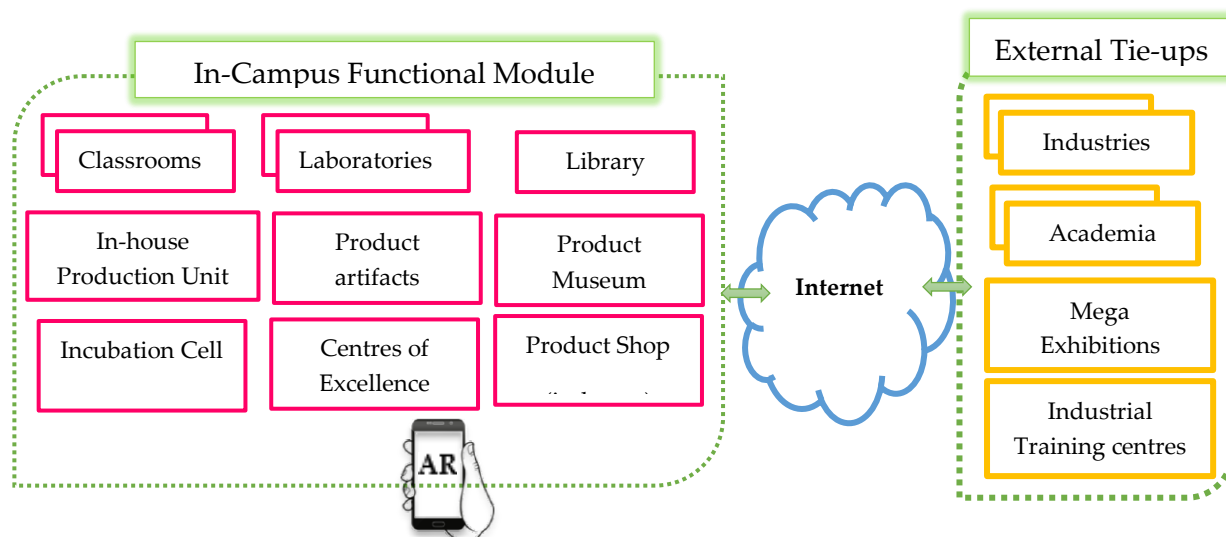 In-Campus Functional Module
External Tie-ups
Classrooms
Laboratories
Library
In-house
Production Unit
Product
artifacts
Product
Museum
Incubation Cell
Centres of
Excellence
Product Shop
AR
Internet
Industries
Academia
Mega
Exhibitions
Industrial
Training centres